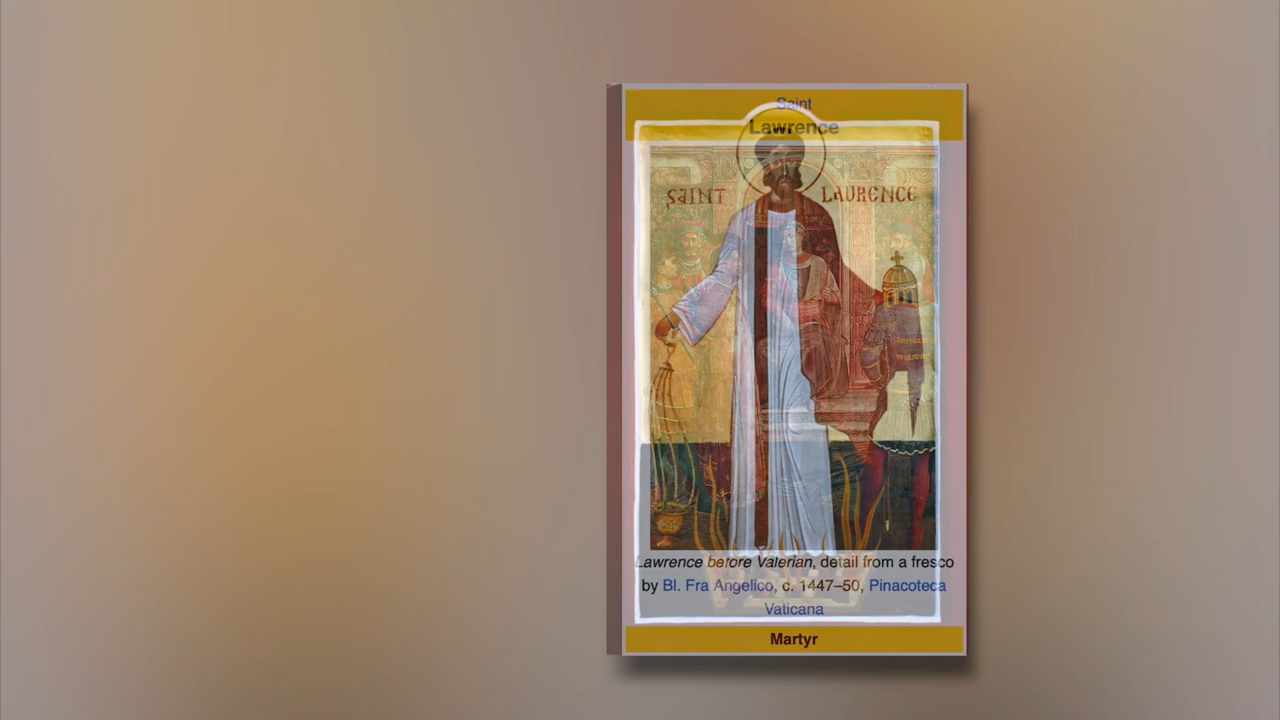 Saint
Lawrence
SAINT LAURENCE
Lawrence before Valerian, detail from a fresco
by Bl. Fra Angelico, c. 1447–50, Pinacoteca
Vaticana
Martyr